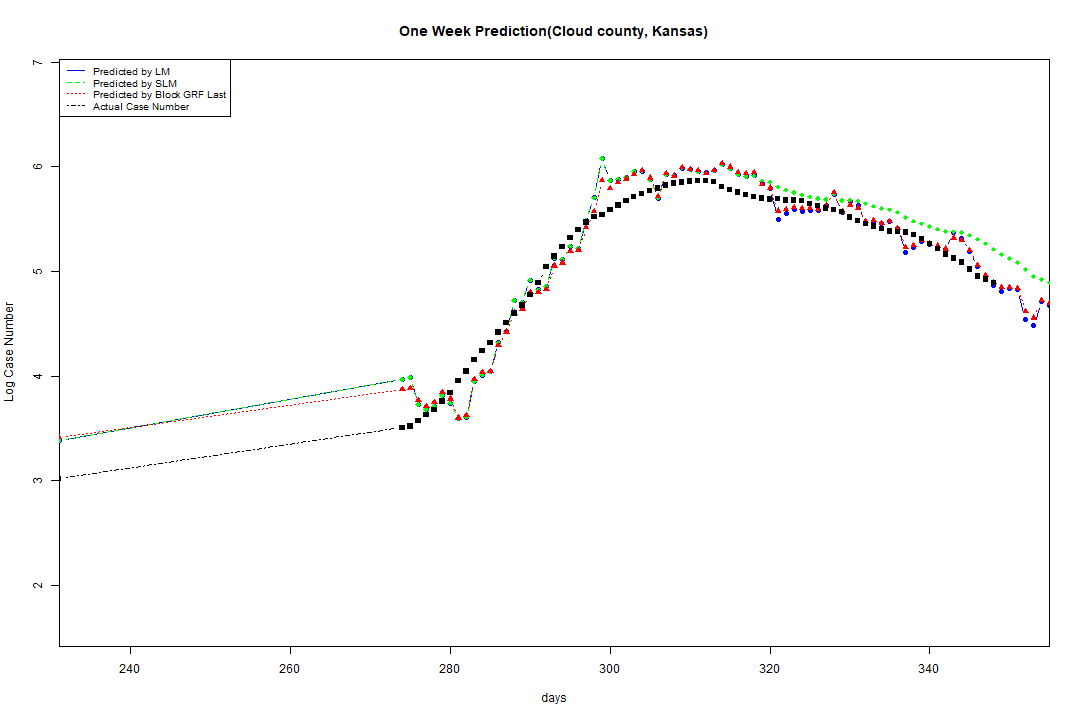 One Week Prediction(Cloud county, Kansas)
Predicted by LM
Predicted by SLM
Predicted by Block GRF Last
Actual Case Number
Log Case Number
7
6
5
4
3
2
240 260 280 300 320 340
days